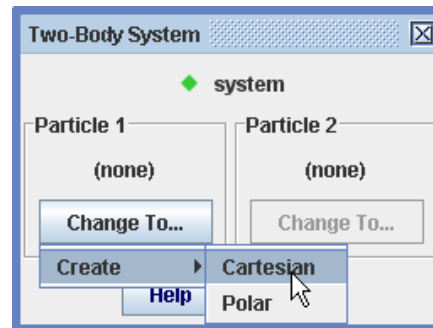 Two-Body System
system
Particle 1 Particle 2
(none) (none)
Change To... Change To...
Create Cartesian
Help Polar